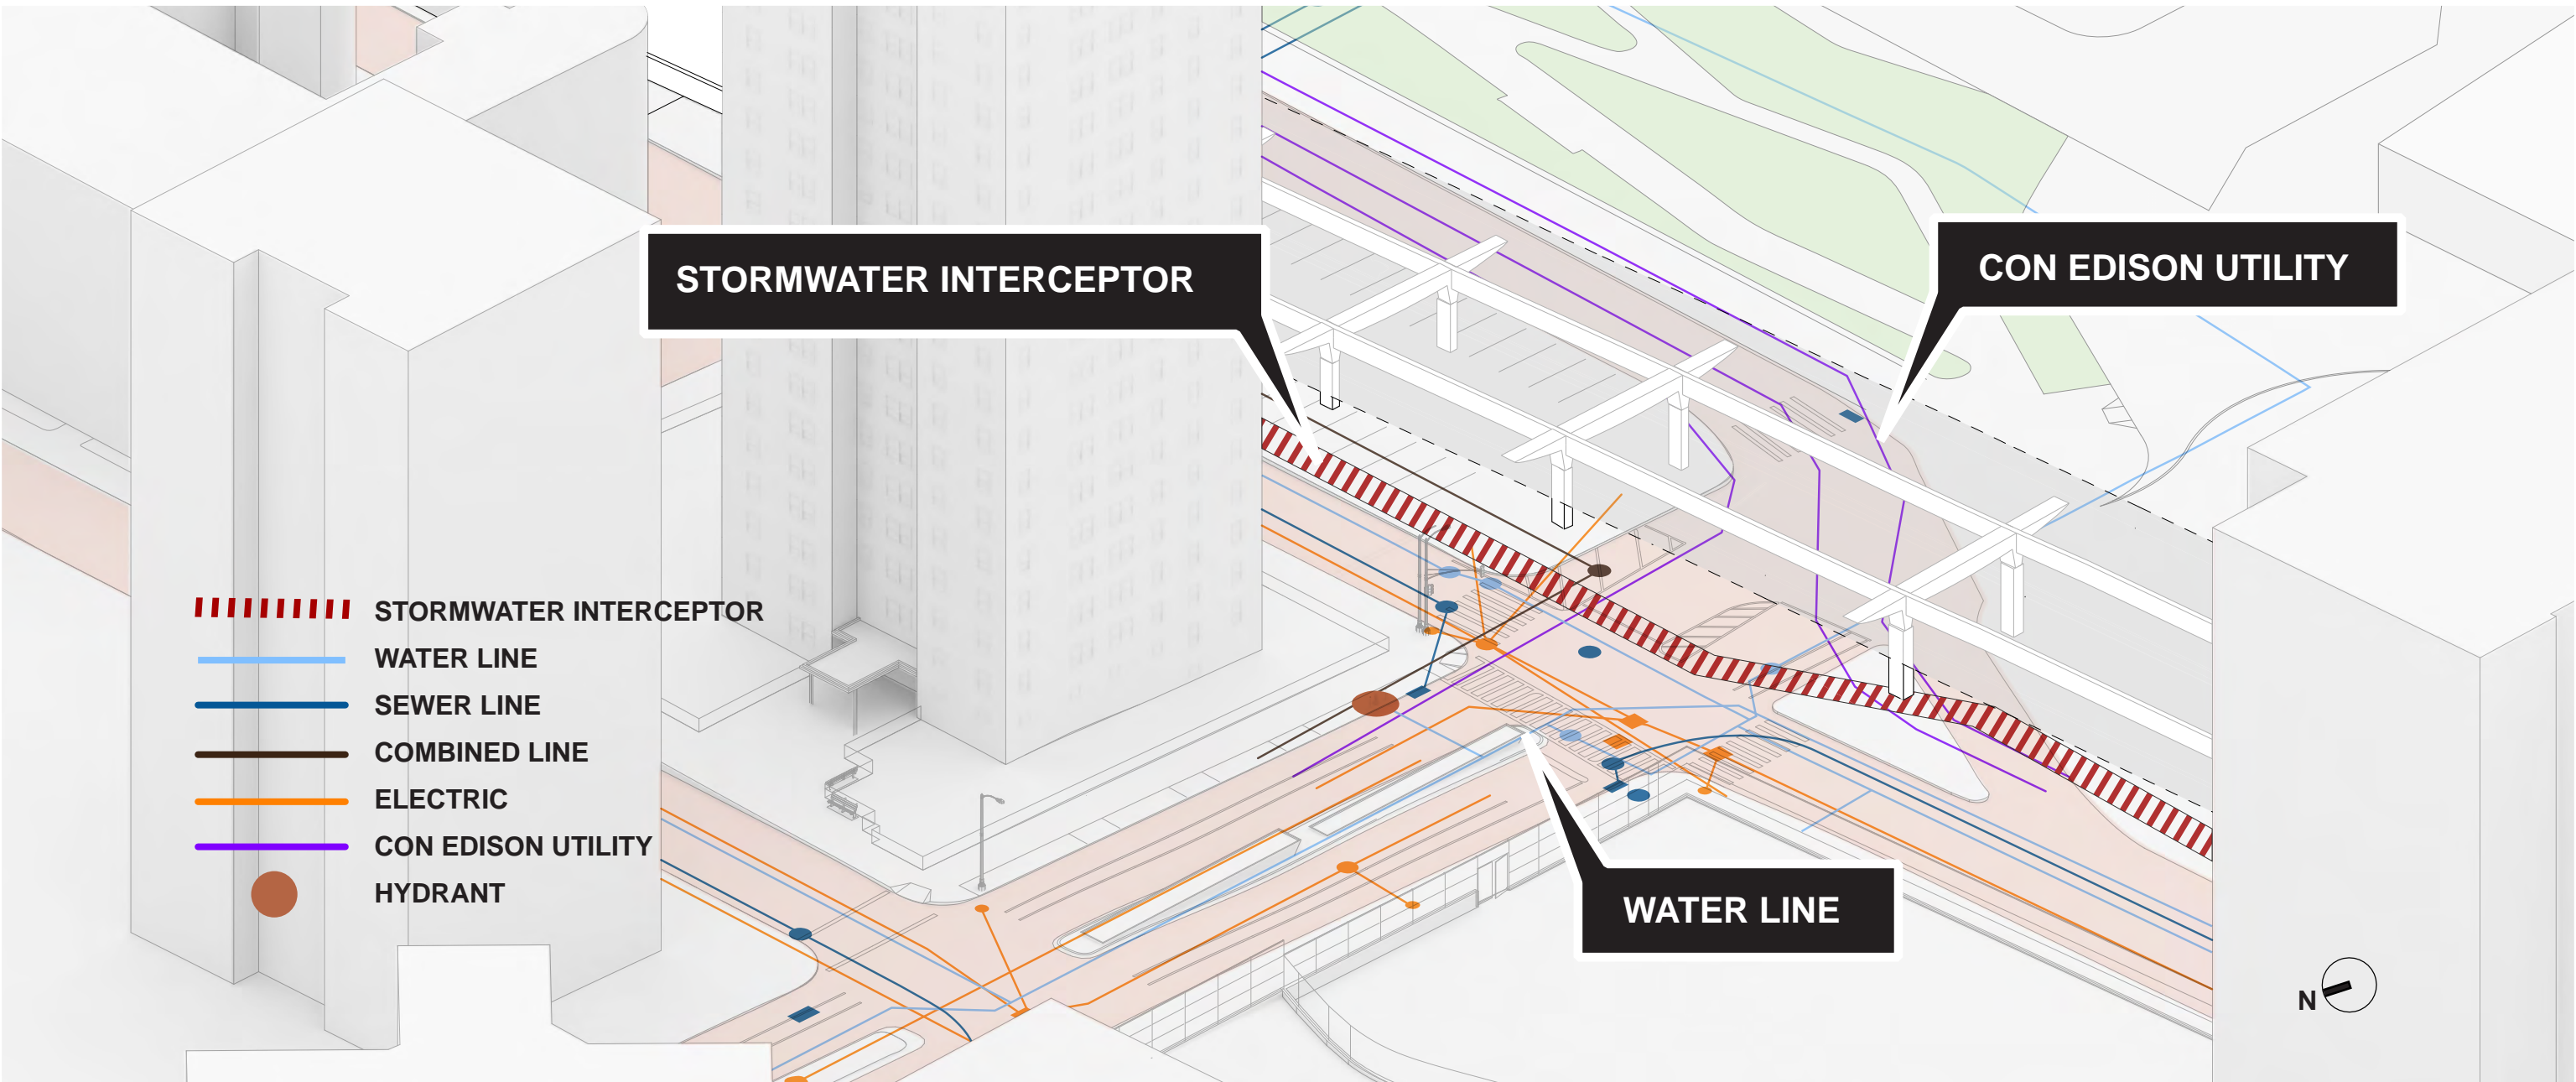 STORMWATER INTERCEPTOR
CON EDISON UTILITY
STORMWATER INTERCEPTOR
WATER LINE
SEWER LINE
COMBINED LINE
ELECTRIC
CON EDISON UTILITY
HYDRANT
WATER LINE
N